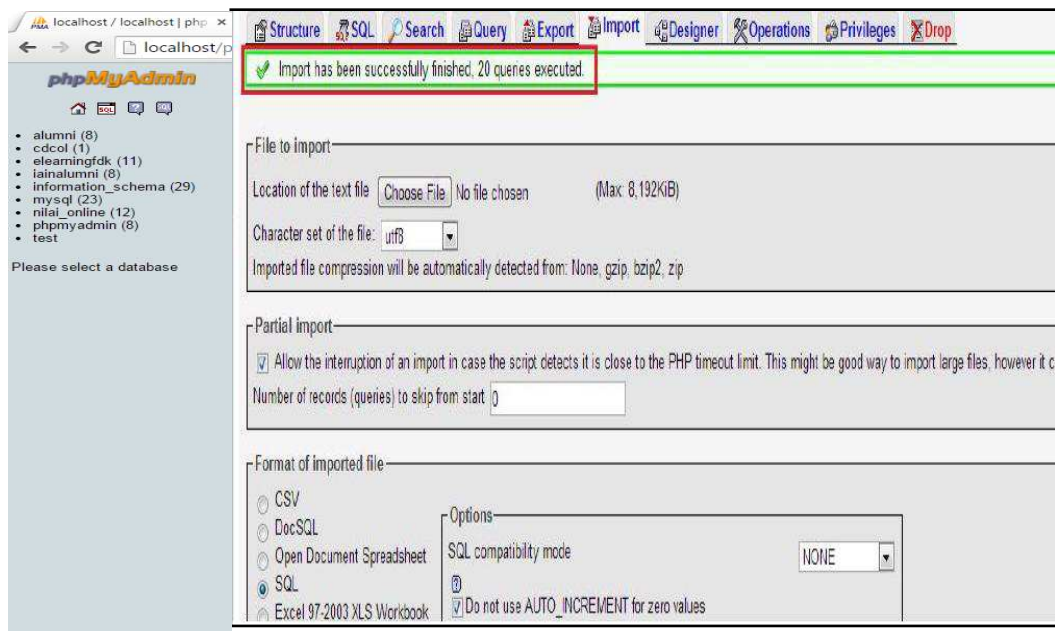 localhost / localhost | php ×
localhost/p
phpMyAdmin
SQL
• alumni (8)
• cdcol (1)
• elearningfdk (11)
• iainalumni (8)
• information_schema (29)
• mysql (23)
• nilai_online (12)
• phpmyadmin (8)
• test
Please select a database
Structure SQL Search Query Export Import Designer Operations Privileges Drop
Import has been successfully finished, 20 queries executed.
File to import
Location of the text file Choose File No file chosen (Max: 8,192KiB)
Character set of the file: utf8
Imported file compression will be automatically detected from: None, gzip, bzip2, zip
Partial import
Allow the interruption of an import in case the script detects it is close to the PHP timeout limit. This might be good way to import large files, however it c
Number of records (queries) to skip from start 0
Format of imported file
CSV
DocSQL
Open Document Spreadsheet
SQL
Excel 97-2003 XLS Workbook
Options
SQL compatibility mode NONE
Do not use AUTO_INCREMENT for zero values